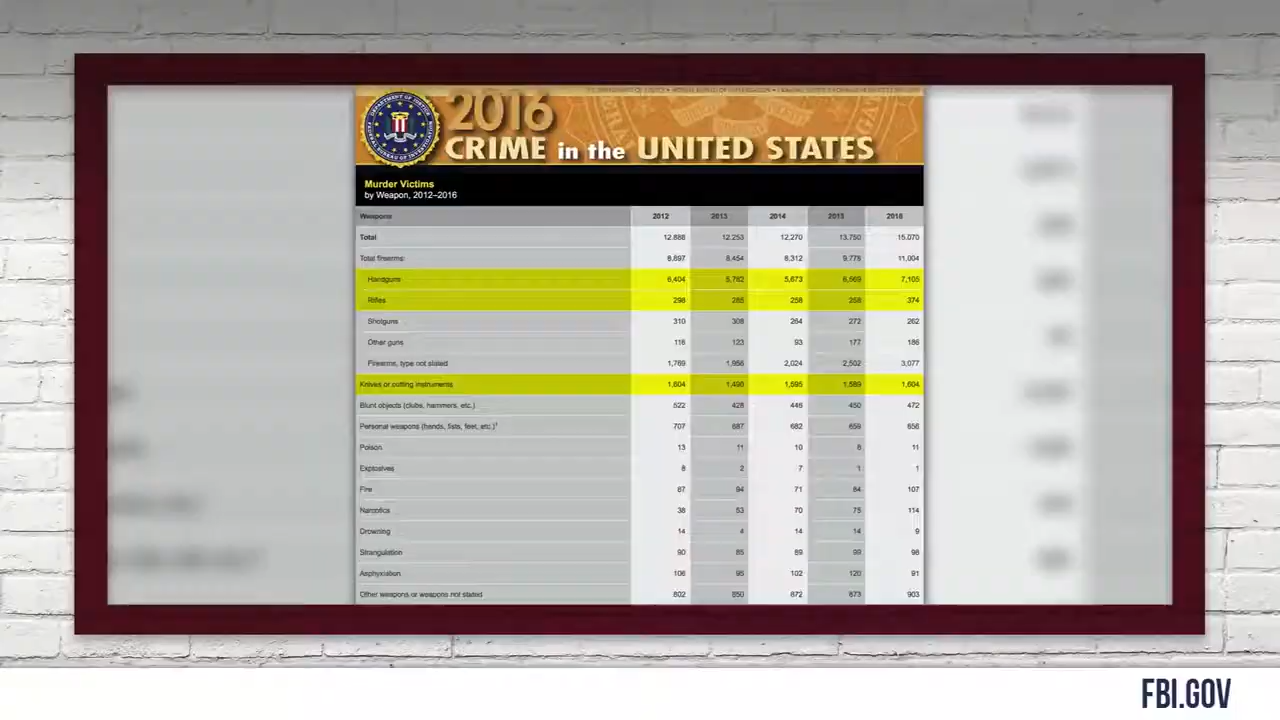 2016
CRIME in the UNITED STATES
Murder Victims
by Weapon, 2012–2016
Weapons 2012 2013 2014 2015 2016
Total 12,888 12,253 12,270 13,750 15,070
Total firearms: 8,897 8,454 8,312 9,778 11,004
Handguns 6,404 5,782 5,673 6,569 7,105
Rifles 298 285 258 258 374
Shotguns 310 308 264 272 262
Other guns 116 123 93 177 186
Firearms, type not stated 1,769 1,956 2,024 2,502 3,077
Knives or cutting instruments 1,604 1,490 1,595 1,589 1,604
Blunt objects (clubs, hammers, etc.) 522 428 446 450 472
Personal weapons (hands, fists, feet, etc.)¹ 707 687 682 659 656
Poison 13 11 10 8 11
Explosives 8 2 7 1 1
Fire 87 94 71 84 107
Narcotics 38 53 70 75 114
Drowning 14 4 14 14 9
Strangulation 90 85 89 99 98
Asphyxiation 106 95 102 120 91
Other weapons or weapons not stated 802 850 872 873 903
FBI.GOV